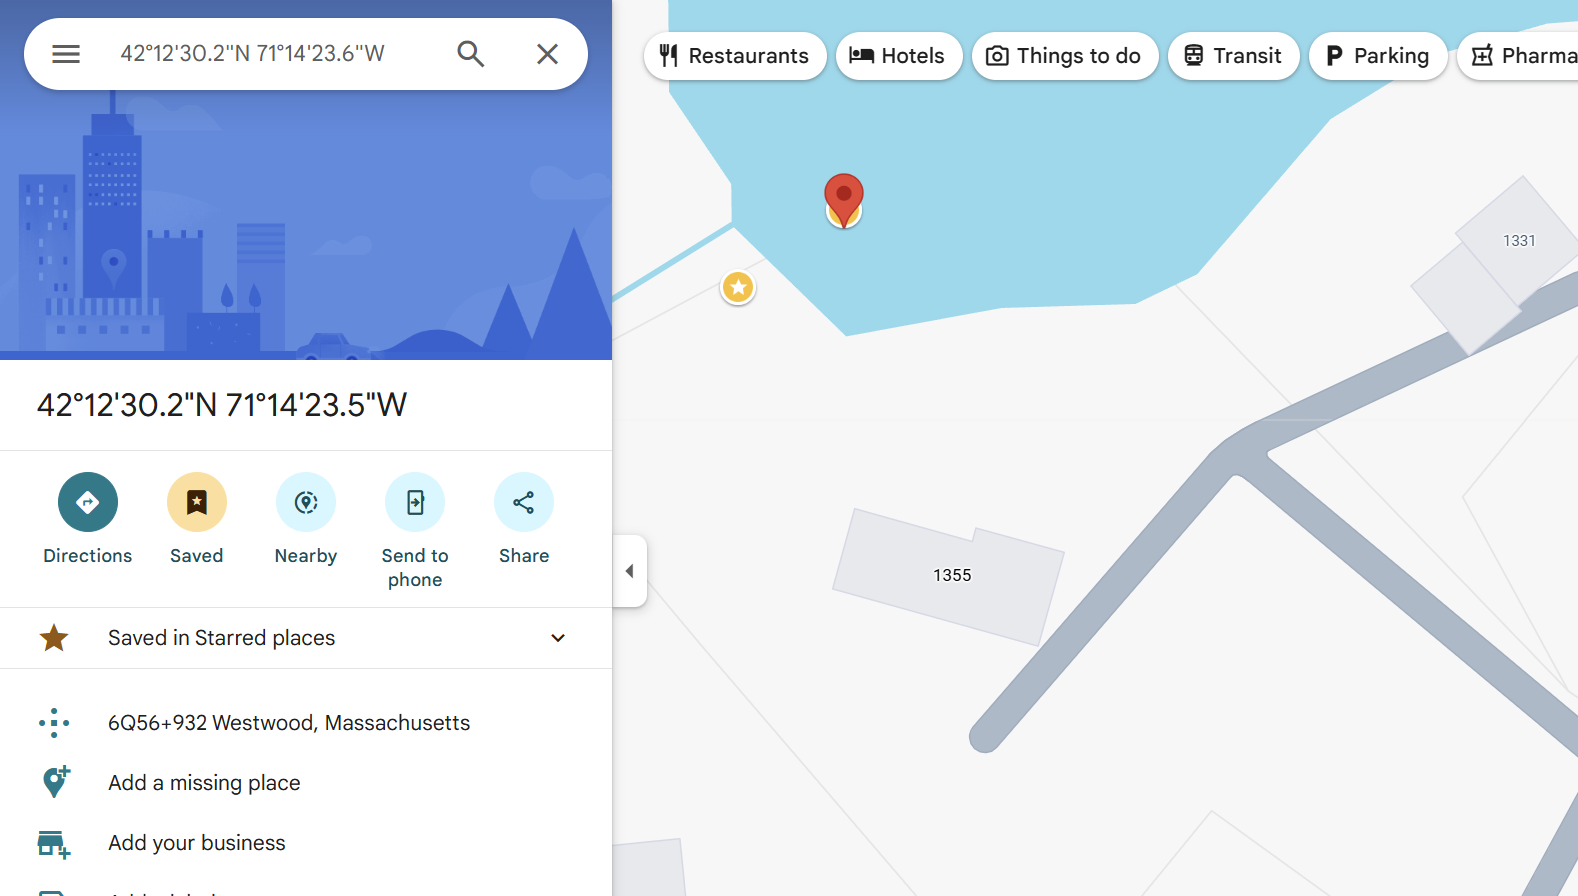 42°12'30.2"N 71°14'23.6"W
Restaurants
Hotels
Things to do
Transit
Parking
Pharma
42°12'30.2"N 71°14'23.5"W
Directions
Saved
Nearby
Send to
phone
Share
Saved in Starred places
6Q56+932 Westwood, Massachusetts
Add a missing place
Add your business
1331
1355